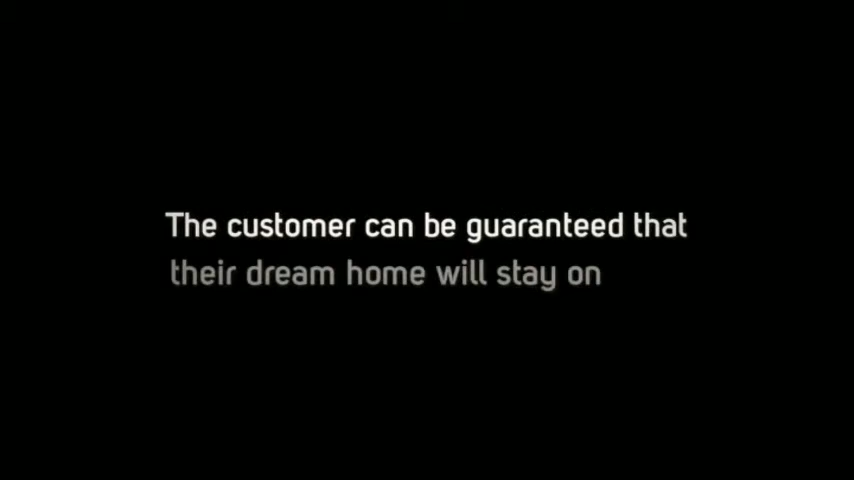 The customer can be guaranteed that
their dream home will stay on